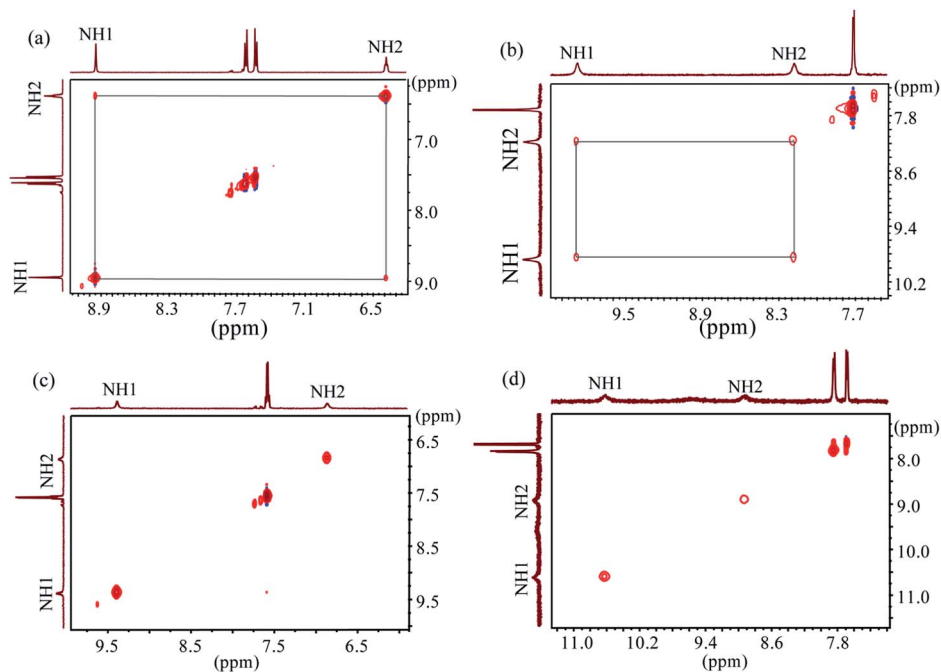 (a)
NH1
NH2
(ppm)
NH2
NH1
7.0
8.0
9.0
8.9
8.3
7.7
7.1
6.5
(ppm)
(b)
NH1
NH2
(ppm)
NH2
NH1
7.8
8.6
9.4
10.2
9.5
8.9
8.3
7.7
(ppm)
(c)
NH1
NH2
(ppm)
NH2
NH1
6.5
7.5
8.5
9.5
9.5
8.5
7.5
6.5
(ppm)
(d)
NH1
NH2
(ppm)
NH2
NH1
8.0
9.0
10.0
11.0
11.0
10.2
9.4
8.6
7.8
(ppm)